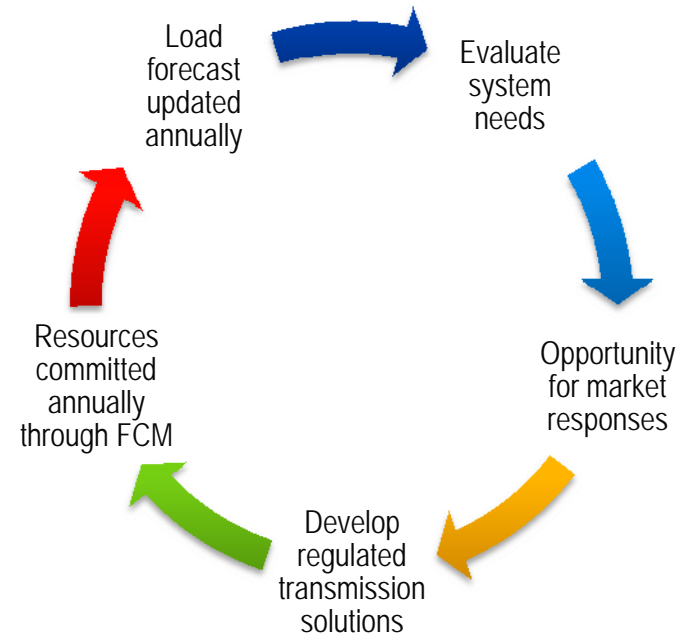 Load
forecast
updated
annually
Evaluate
system
needs
Opportunity
for market
responses
Develop
regulated
transmission
solutions
Resources
committed
annually
through FCM